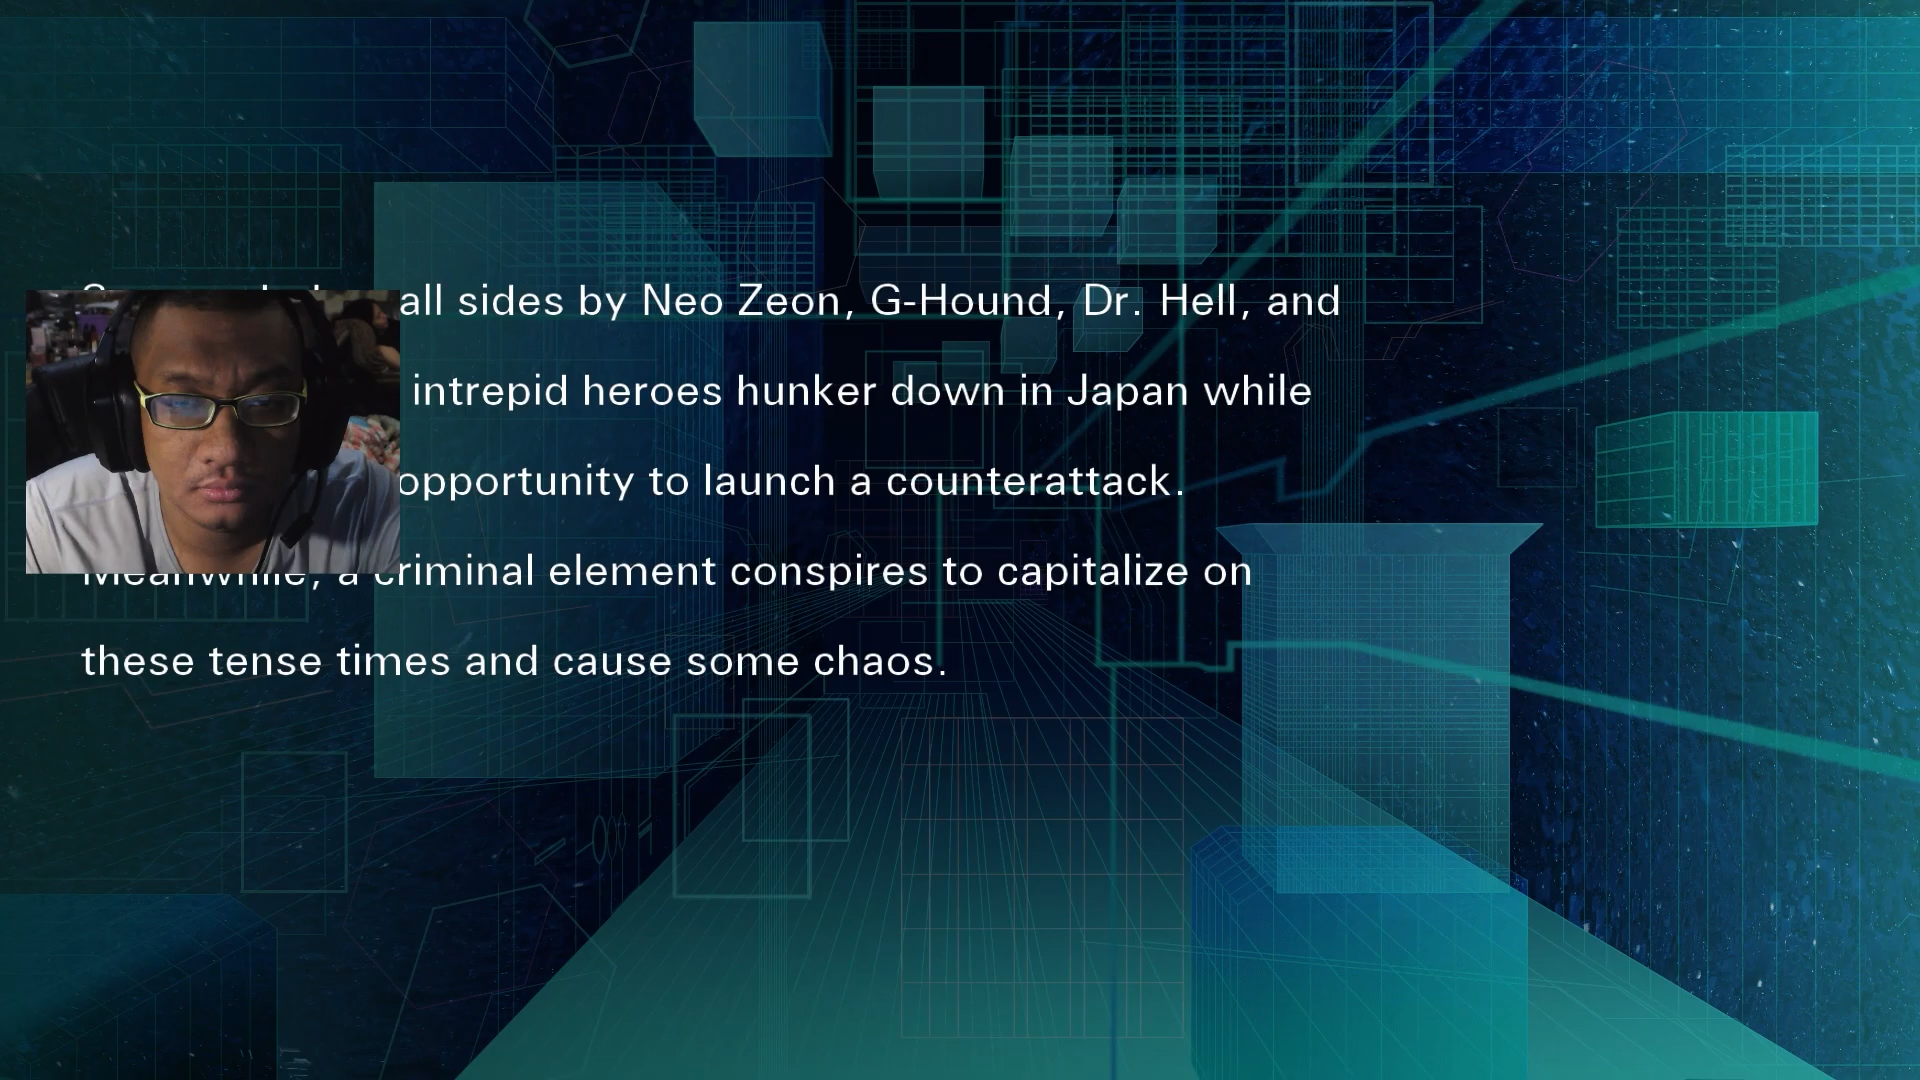 all sides by Neo Zeon, G-Hound, Dr. Hell, and
intrepid heroes hunker down in Japan while
opportunity to launch a counterattack.
Meanwhile, a criminal element conspires to capitalize on
these tense times and cause some chaos.